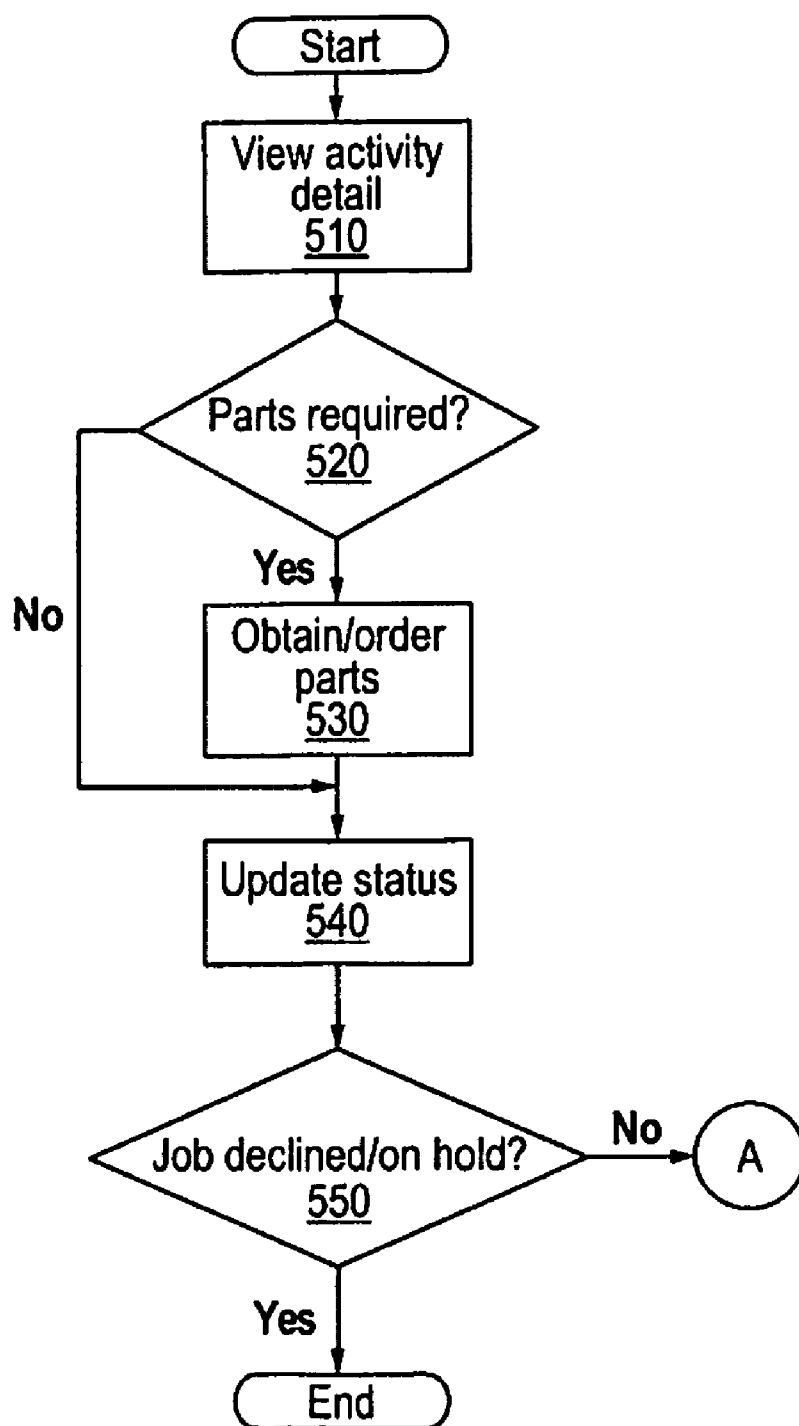 Start
View activity
detail
510
Parts required?
520
Yes
No
Obtain/order
parts
530
Update status
540
Job declined/on hold?
550
No
A
Yes
End